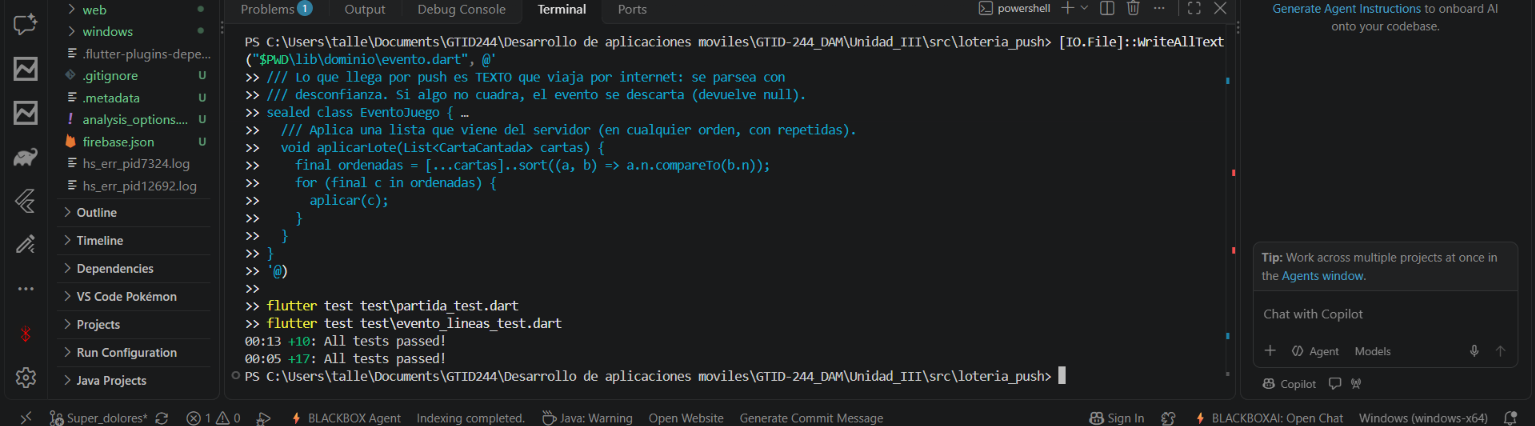 web
windows
.flutter-plugins-depe...
.gitignore U
.metadata U
analysis_options.... U
firebase.json U
hs_err_pid7324.log
hs_err_pid12692.log
Outline
Timeline
Dependencies
VS Code Pokémon
Projects
Run Configuration
Java Projects
Problems 1 Output Debug Console Terminal Ports
powershell
PS C:\Users\talle\Documents\GTID244\Desarrollo de aplicaciones moviles\GTID-244_DAM\Unidad_III\src\loteria_push> [IO.File]::WriteAllText
("$PWD\lib\dominio\evento.dart", @'
>> /// Lo que llega por push es TEXTO que viaja por internet: se parsea con
>> /// desconfianza. Si algo no cuadra, el evento se descarta (devuelve null).
>> sealed class EventoJuego { …
>>   /// Aplica una lista que viene del servidor (en cualquier orden, con repetidas).
>>   void aplicarLote(List<CartaCantada> cartas) {
>>     final ordenadas = [...cartas]..sort((a, b) => a.n.compareTo(b.n));
>>     for (final c in ordenadas) {
>>       aplicar(c);
>>     }
>>   }
>> }
>> '@)
>>
>> flutter test test\partida_test.dart
>> flutter test test\evento_lineas_test.dart
00:13 +10: All tests passed!
00:05 +17: All tests passed!
PS C:\Users\talle\Documents\GTID244\Desarrollo de aplicaciones moviles\GTID-244_DAM\Unidad_III\src\loteria_push>
Generate Agent Instructions to onboard AI
onto your codebase.
Tip: Work across multiple projects at once in
the Agents window.
Chat with Copilot
Agent Models
Copilot
Super_dolores* 1 0 BLACKBOX Agent Indexing completed. Java: Warning Open Website Generate Commit Message Sign In BLACKBOXAI: Open Chat Windows (windows-x64)